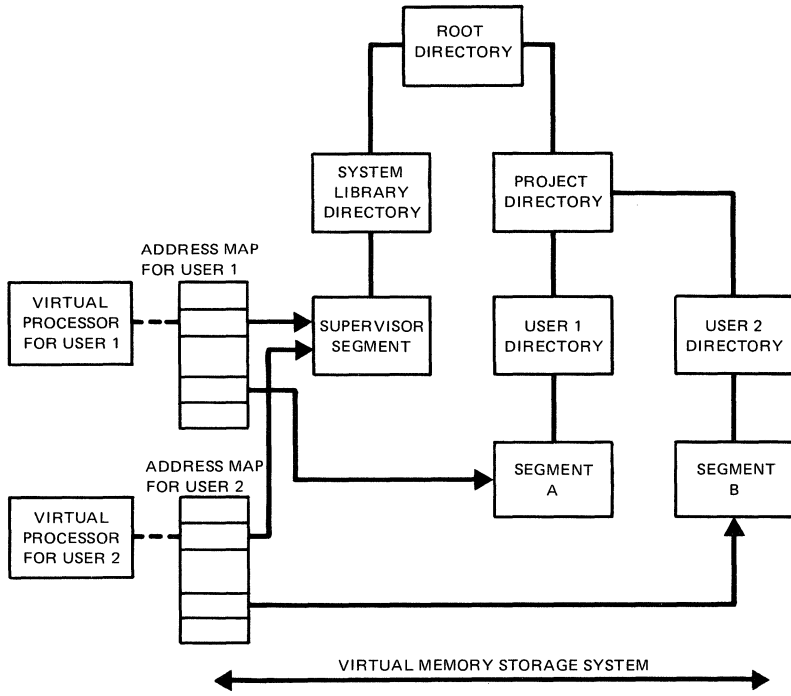 ROOT
DIRECTORY
SYSTEM
LIBRARY
DIRECTORY
PROJECT
DIRECTORY
ADDRESS MAP
FOR USER 1
VIRTUAL
PROCESSOR
FOR USER 1
SUPERVISOR
SEGMENT
USER 1
DIRECTORY
USER 2
DIRECTORY
ADDRESS MAP
FOR USER 2
SEGMENT
A
SEGMENT
B
VIRTUAL
PROCESSOR
FOR USER 2
VIRTUAL MEMORY STORAGE SYSTEM